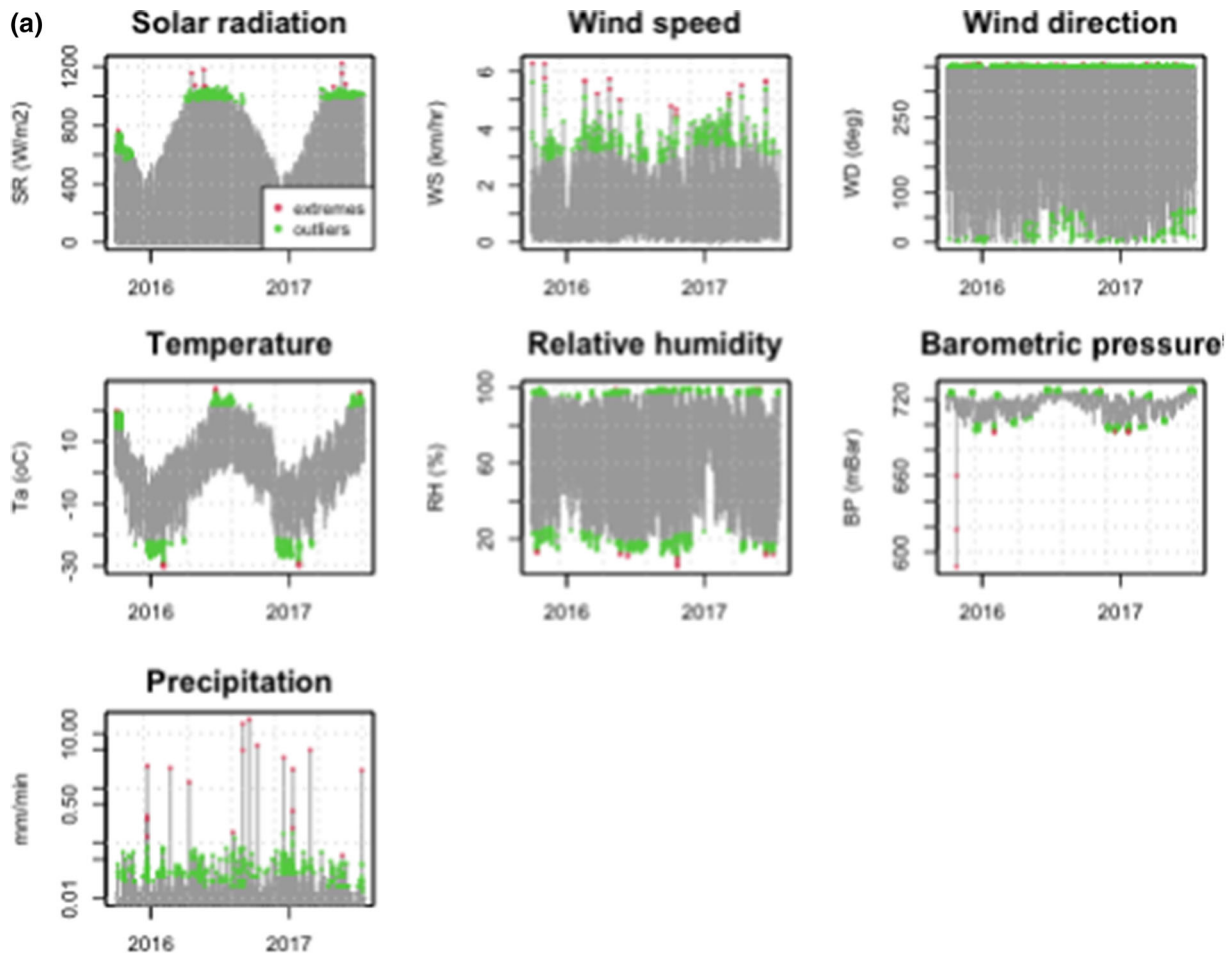 (a)
Solar radiation
SR (W/m2)
1200
800
400
0
extremes
outliers
2016 2017
Wind speed
WS (km/hr)
6
4
2
0
2016 2017
Wind direction
WD (deg)
250
100
0
2016 2017
Temperature
Ta (oC)
10
-10
-30
2016 2017
Relative humidity
RH (%)
100
60
20
2016 2017
Barometric pressure
BP (mBar)
720
660
600
2016 2017
Precipitation
mm/min
10.00
0.50
0.01
2016 2017